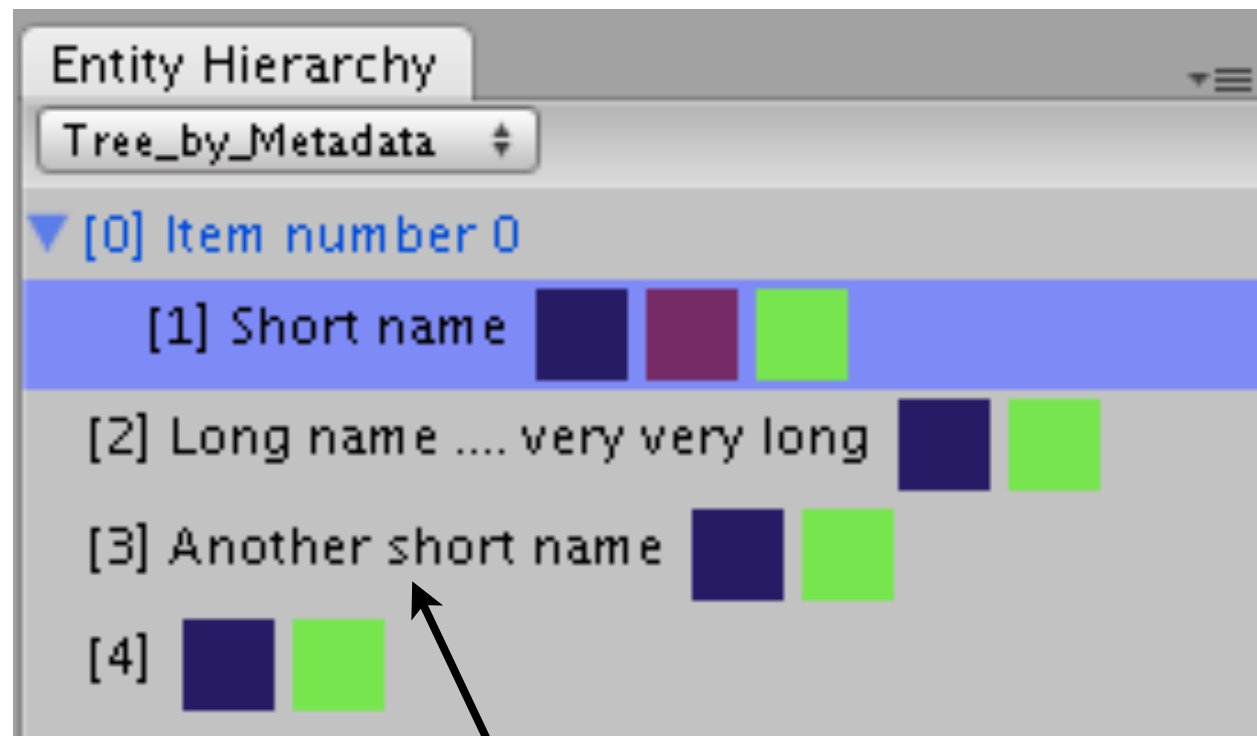 Entity Hierarchy
Tree_by_Metadata
[0] Item number 0
[1] Short name
[2] Long name .... very very long
[3] Another short name
[4]